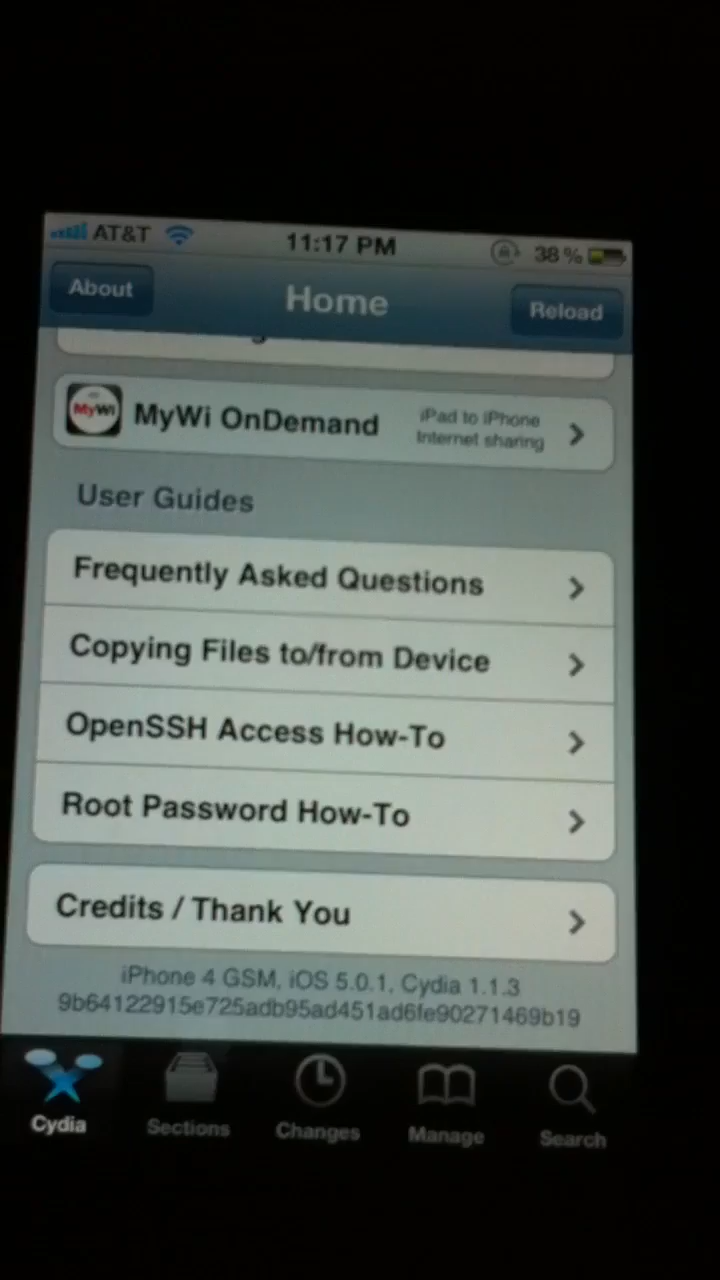 AT&T 11:17 PM 38%
About Home Reload
MyWi MyWi OnDemand iPad to iPhone
Internet sharing
User Guides
Frequently Asked Questions
Copying Files to/from Device
OpenSSH Access How-To
Root Password How-To
Credits / Thank You
iPhone 4 GSM, iOS 5.0.1, Cydia 1.1.3
9b64122915e725adb95ad451ad6fe90271469b19
Cydia Sections Changes Manage Search